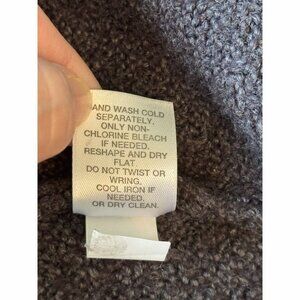 AND WASH COLD
SEPARATELY.
ONLY NON-
CHLORINE BLEACH
IF NEEDED.
RESHAPE AND DRY
FLAT.
DO NOT TWIST OR
WRING.
COOL IRON IF
NEEDED.
OR DRY CLEAN.